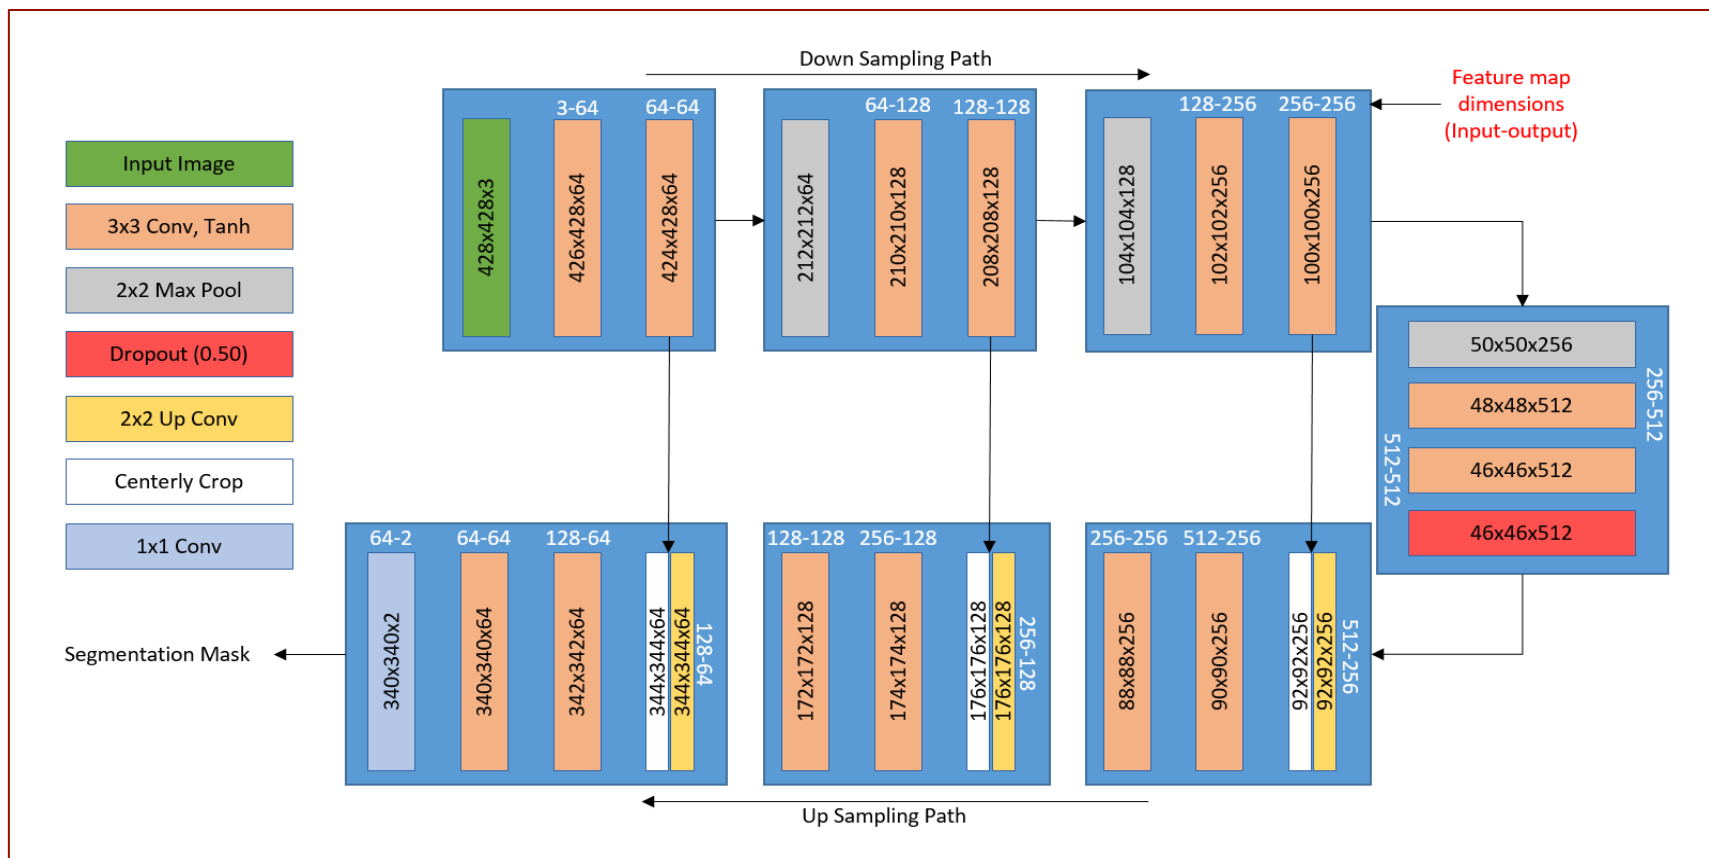 Down Sampling Path
Feature map
dimensions
(Input-output)
Input Image
3x3 Conv, Tanh
2x2 Max Pool
Dropout (0.50)
2x2 Up Conv
Centerly Crop
1x1 Conv
3-64
64-64
428x428x3
426x428x64
424x428x64
64-128
128-128
212x212x64
210x210x128
208x208x128
128-256
256-256
104x104x128
102x102x256
100x100x256
50x50x256
48x48x512
46x46x512
46x46x512
256-512
512-512
256-256
512-256
88x88x256
90x90x256
92x92x256
92x92x256
512-256
128-128
256-128
172x172x128
174x174x128
176x176x128
176x176x128
256-128
64-2
64-64
128-64
340x340x2
340x340x64
342x342x64
344x344x64
344x344x64
128-64
Segmentation Mask
Up Sampling Path